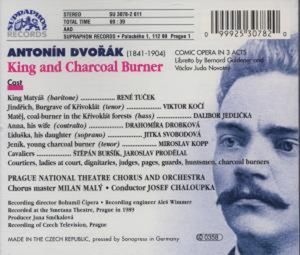 SUPRAPHON
RECORDS
STEREO SU 3078-2 611
TOTAL TIME 69:39
AAD
SUPRAPHON RECORDS • Palackého 1, 112 99 Prague 1
0 99925 30782 0
ANTONÍN DVOŘÁK (1841-1904)
King and Charcoal Burner
COMIC OPERA IN 3 ACTS
Libretto by Bernard Guldener and
Václav Juda Novotný
Cast
King Matyáš (baritone) RENÉ TUČEK
Jindřich, Burgrave of Křivoklát (tenor) VIKTOR KOČÍ
Matěj, coal-burner in the Křivoklát forests (bass) DALIBOR JEDLIČKA
Anna, his wife (contralto) DRAHOMÍRA DROBKOVÁ
Liduška, his daughter (soprano) JITKA SVOBODOVÁ
Jeník, young charcoal burner (tenor) MIROSLAV KOPP
Cavaliers ŠTĚPÁN BURŠÍK, JAROSLAV PRODĚLAL
Courtiers, ladies at court, dignitaries, judges, pages, guards, huntsmen, charcoal burners
PRAGUE NATIONAL THEATRE CHORUS AND ORCHESTRA
Chorus master MILAN MALÝ • Conductor JOSEF CHALOUPKA
Recording director Bohumil Čipera • Recording engineer Aleš Winmmer
Recorded at the Smetana Theatre, Prague in 1989
Producer Jana Smékalová
Recording of Czech Television, Prague
MADE IN THE CZECH REPUBLIC, pressed by Sonopress in Germany
0358